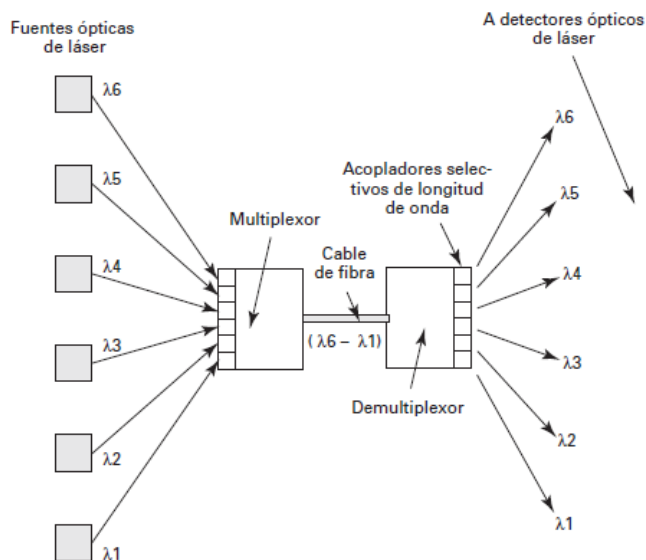 Fuentes ópticas
de láser
λ6
λ5
λ4
λ3
λ2
λ1
Multiplexor
Cable
de fibra
(λ6 – λ1)
Acopladores selec-
tivos de longitud
de onda
Demultiplexor
A detectores ópticos
de láser
λ6
λ5
λ4
λ3
λ2
λ1